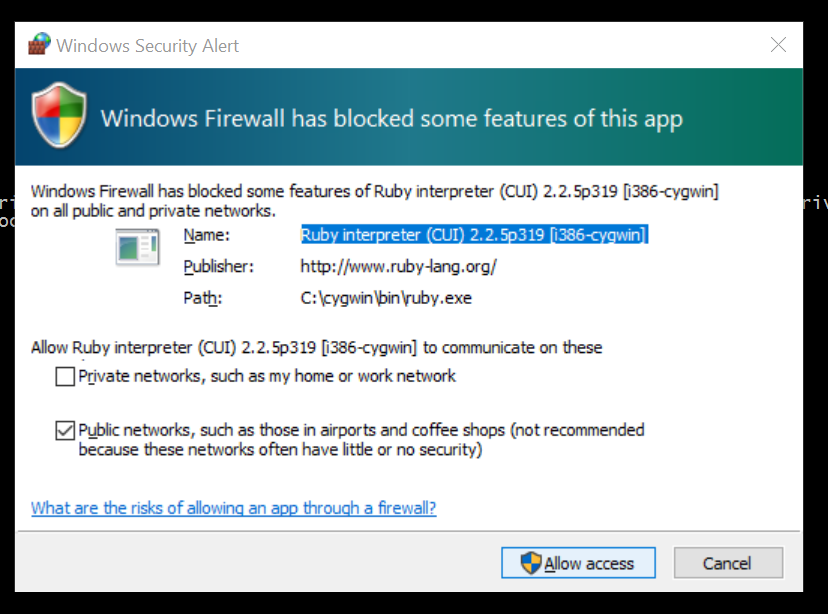 Windows Security Alert
Windows Firewall has blocked some features of this app
Windows Firewall has blocked some features of Ruby interpreter (CUI) 2.2.5p319 [i386-cygwin]
on all public and private networks.
Name: Ruby interpreter (CUI) 2.2.5p319 [i386-cygwin]
Publisher: http://www.ruby-lang.org/
Path: C:\cygwin\bin\ruby.exe
Allow Ruby interpreter (CUI) 2.2.5p319 [i386-cygwin] to communicate on these
Private networks, such as my home or work network
Public networks, such as those in airports and coffee shops (not recommended
because these networks often have little or no security)
What are the risks of allowing an app through a firewall?
Allow access Cancel